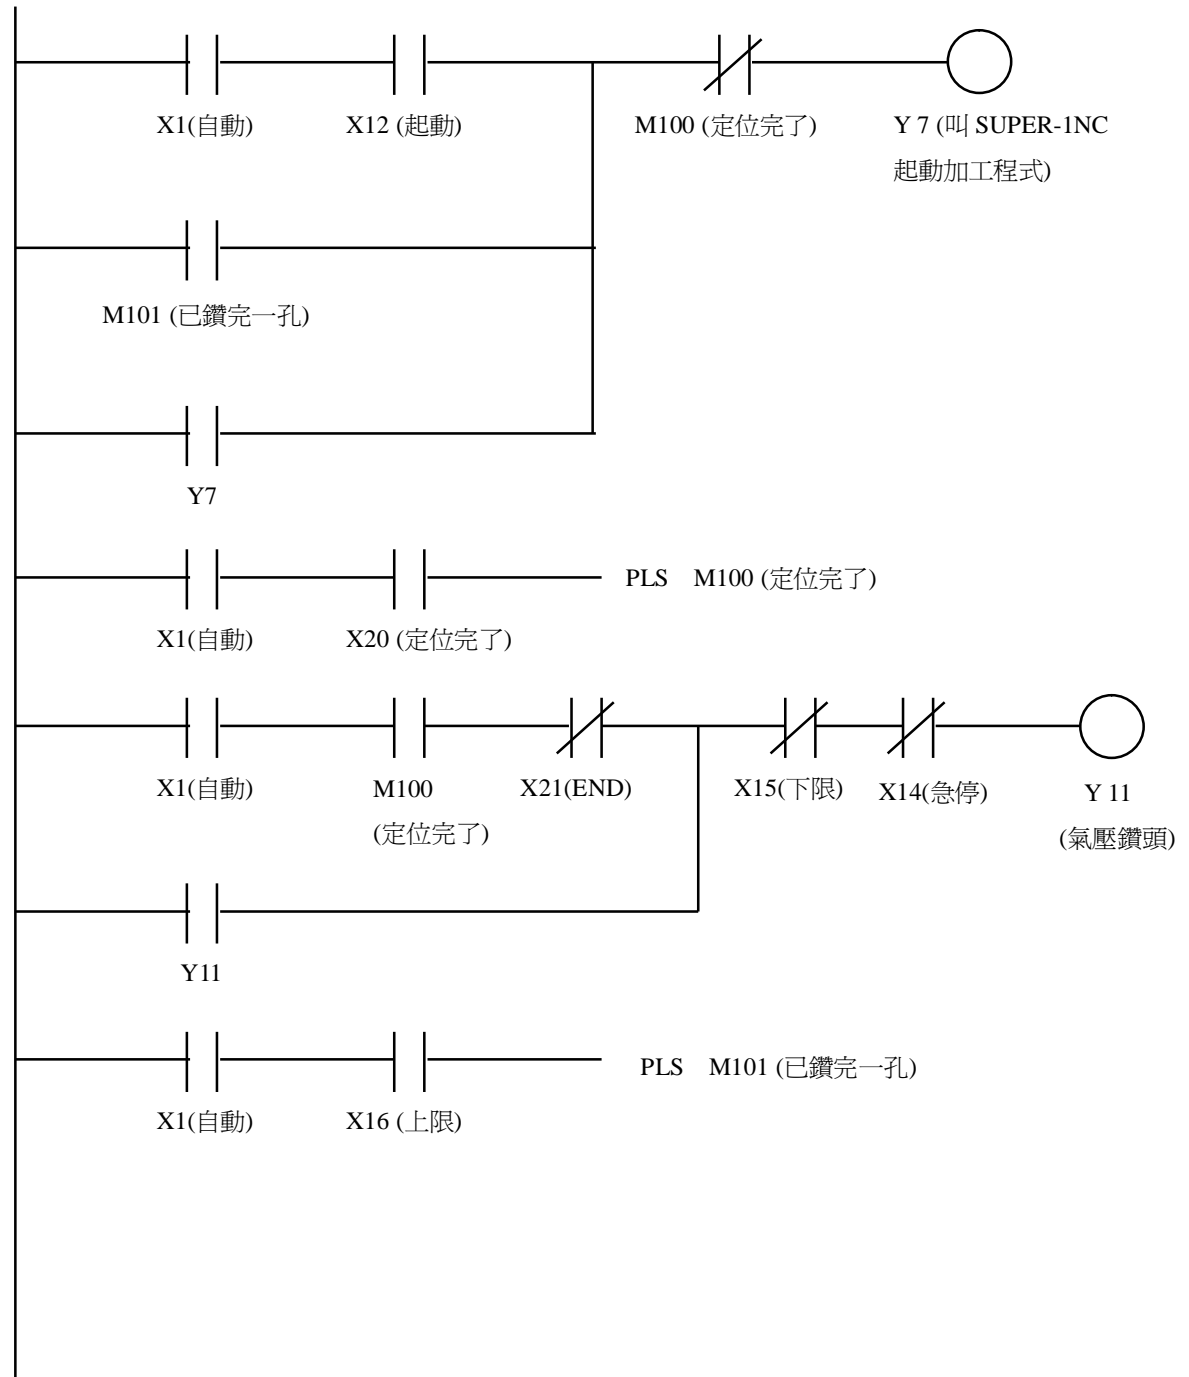 X1(自動) X12 (起動) M100 (定位完了) Y 7 (叫 SUPER-1NC
起動加工程式)
M101 (已鑽完一孔)
Y7
PLS M100 (定位完了)
X1(自動) X20 (定位完了)
X1(自動) M100 X21(END) X15(下限) X14(急停) Y 11
(定位完了) (氣壓鑽頭)
Y11
PLS M101 (已鑽完一孔)
X1(自動) X16 (上限)